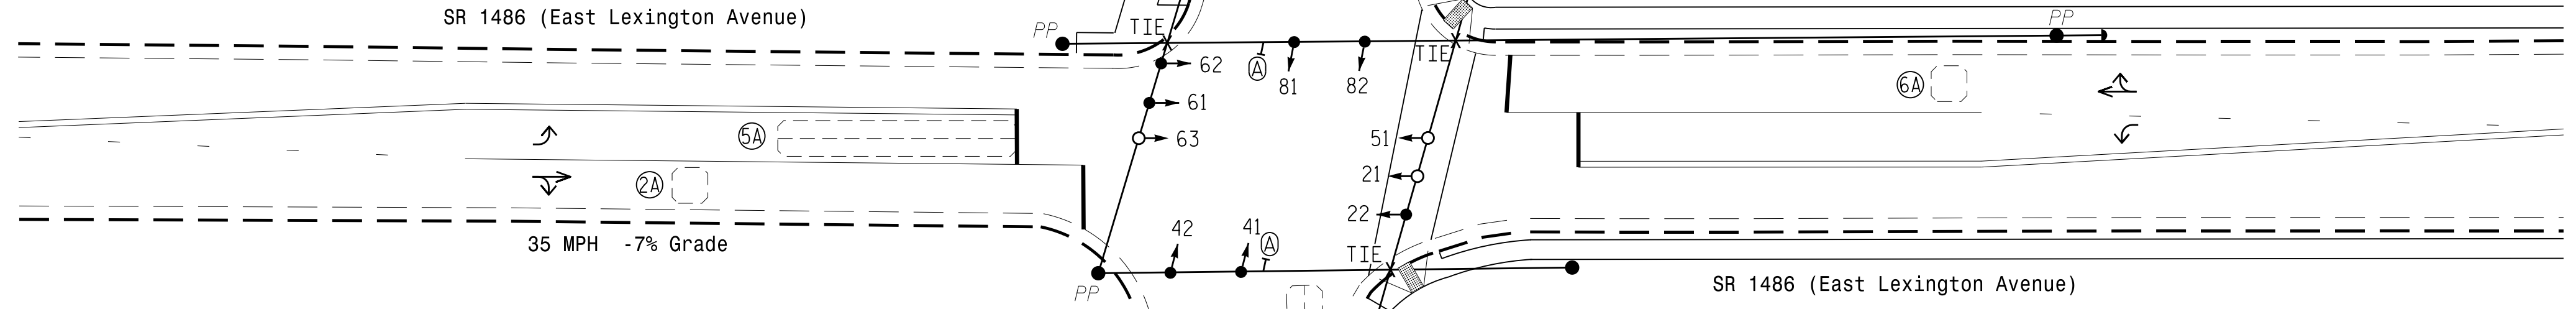 SR 1486 (East Lexington Avenue)
PP
TIE
PP
TIE
A
81
82
62
61
63
6A
5A
51
2A
21
22
42
41
A
TIE
35 MPH -7% Grade
PP
SR 1486 (East Lexington Avenue)